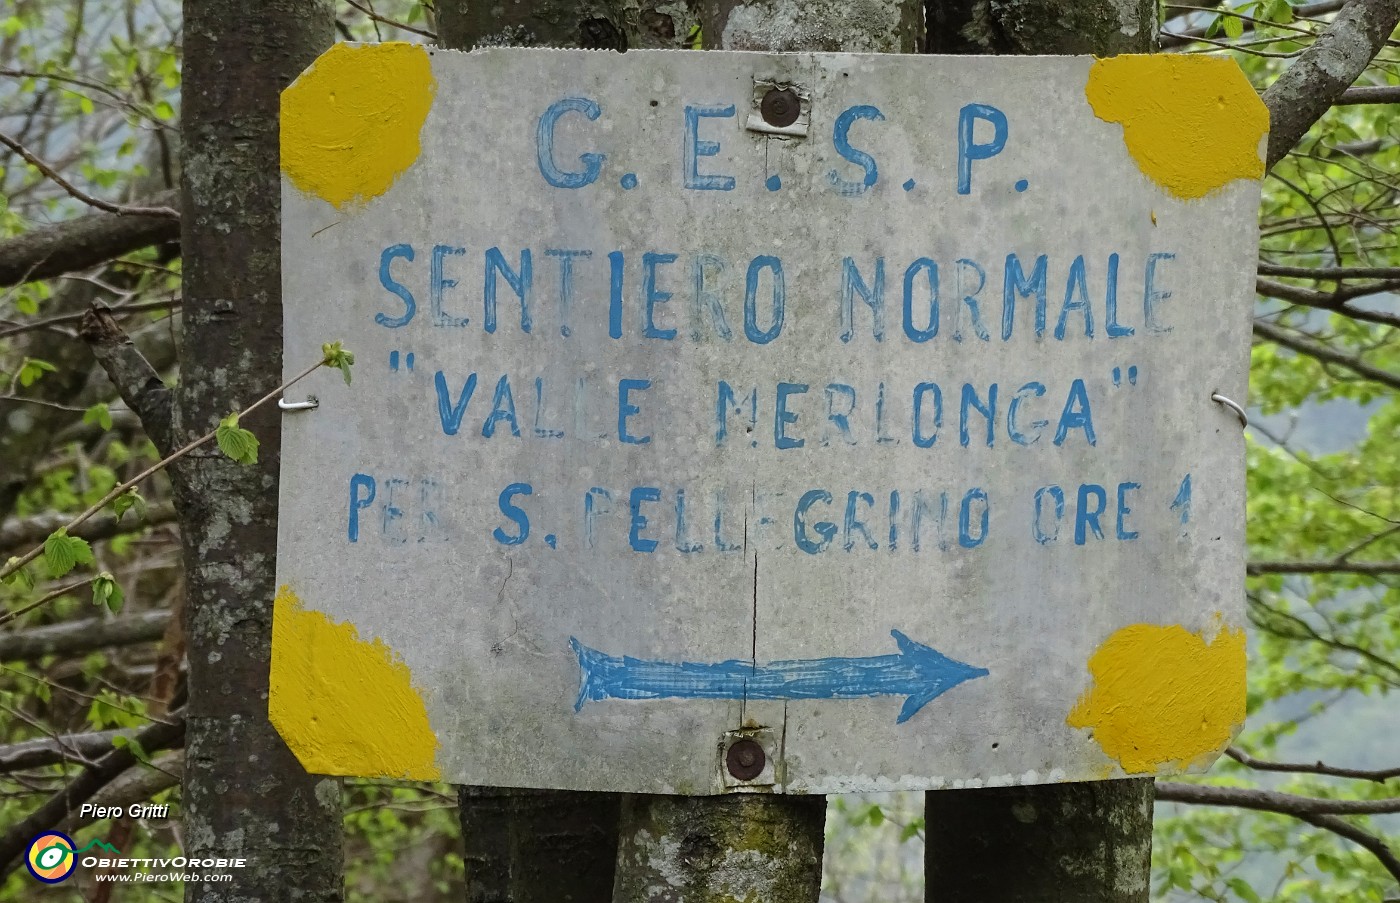 G. E. S. P.
SENTIERO NORMALE
"VALLE MERLONGA"
PER S. PELLEGRINO ORE 1
Piero Gritti
OBIETTIVOROBIE
www.PieroWeb.com